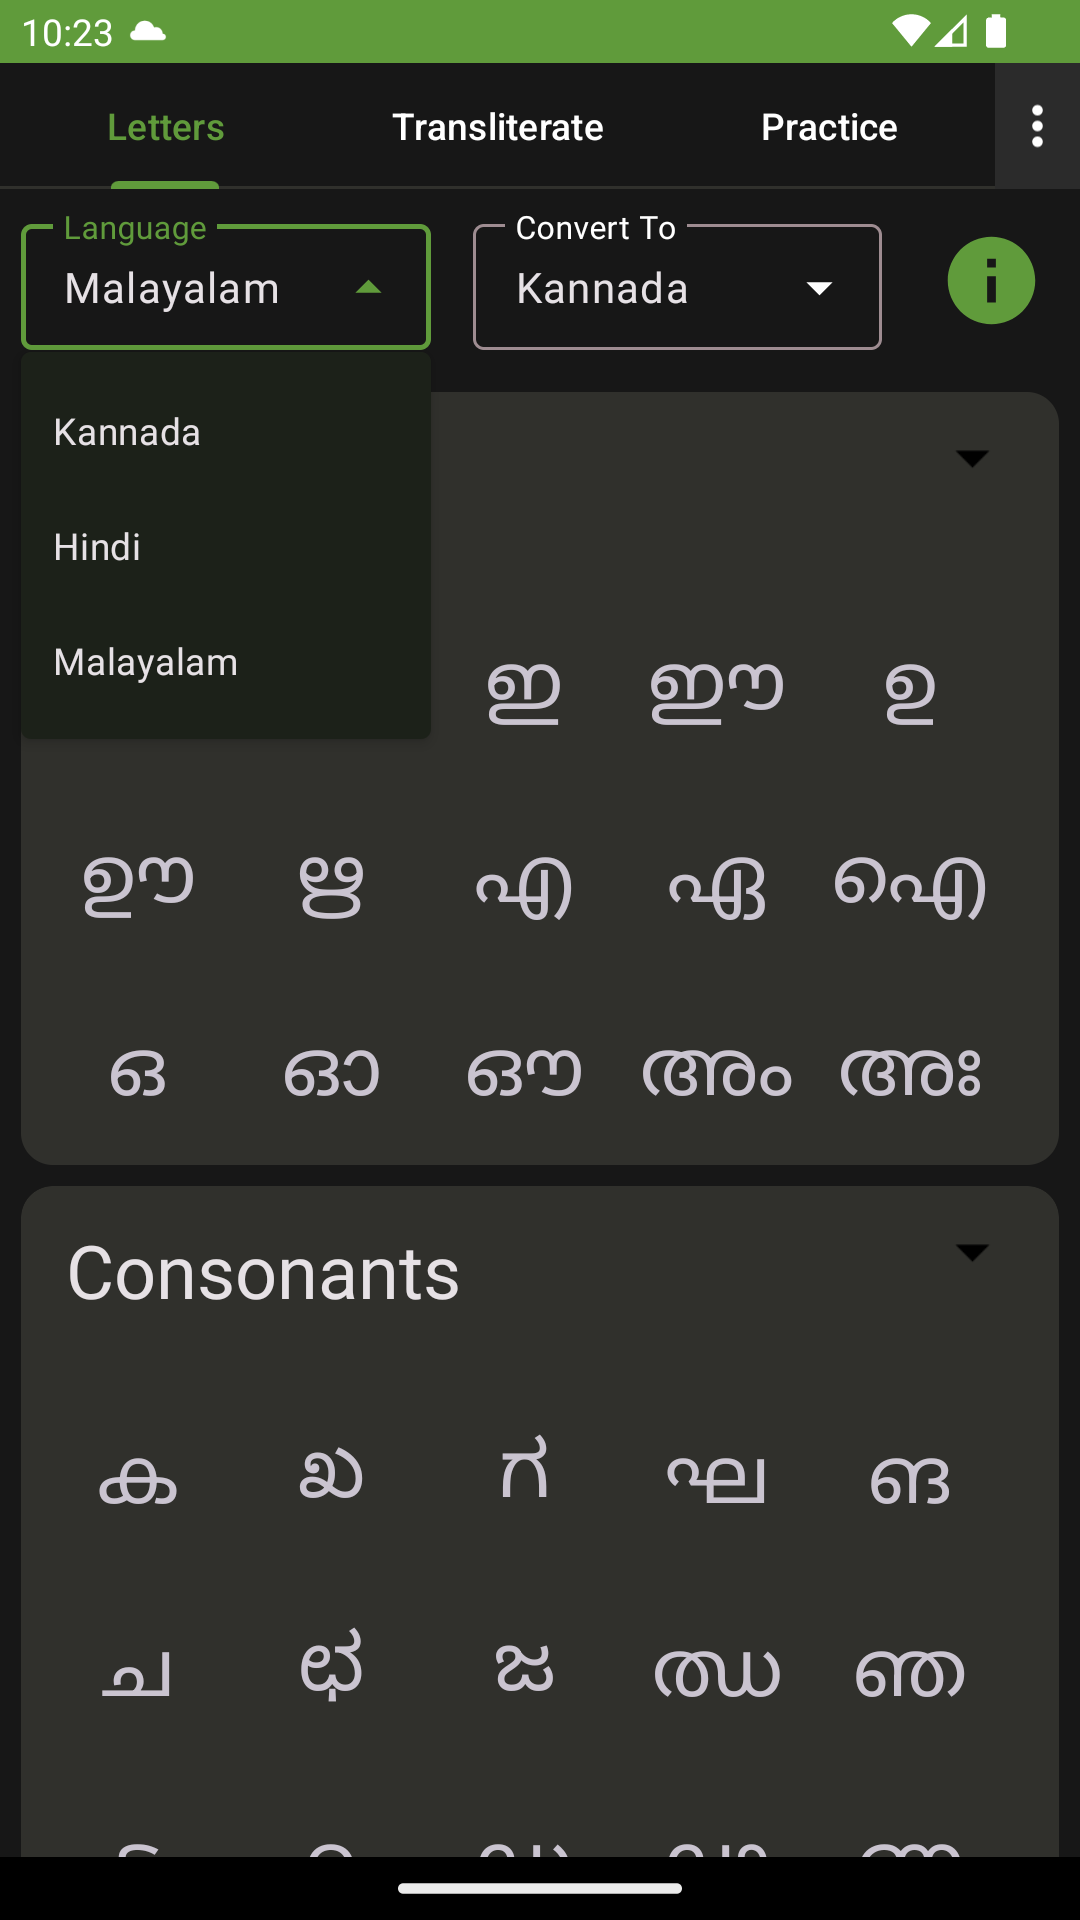 10:23
Letters Transliterate Practice
Language Convert To
Malayalam Kannada
Kannada
Hindi
Malayalam
ഇ ഈ ഉ
ഊ ഋ എ ഏ ഐ
ഒ ഓ ഔ അം അഃ
Consonants
ക ഖ ഗ ഘ ങ
ച ഛ ജ ഝ ഞ